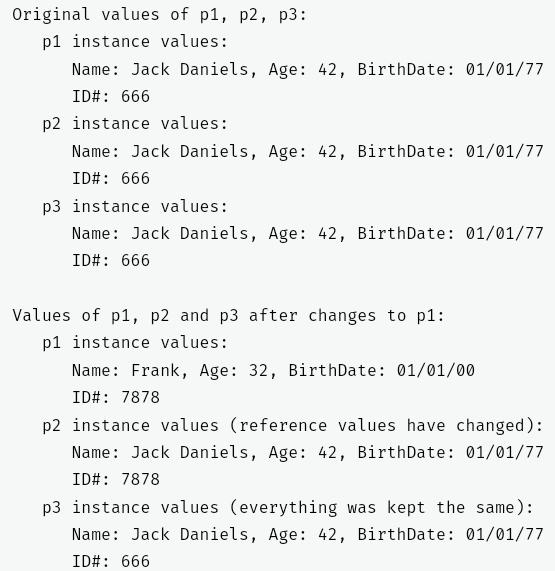 Original values of p1, p2, p3:
   p1 instance values:
      Name: Jack Daniels, Age: 42, BirthDate: 01/01/77
      ID#: 666
   p2 instance values:
      Name: Jack Daniels, Age: 42, BirthDate: 01/01/77
      ID#: 666
   p3 instance values:
      Name: Jack Daniels, Age: 42, BirthDate: 01/01/77
      ID#: 666

Values of p1, p2 and p3 after changes to p1:
   p1 instance values:
      Name: Frank, Age: 32, BirthDate: 01/01/00
      ID#: 7878
   p2 instance values (reference values have changed):
      Name: Jack Daniels, Age: 42, BirthDate: 01/01/77
      ID#: 7878
   p3 instance values (everything was kept the same):
      Name: Jack Daniels, Age: 42, BirthDate: 01/01/77
      ID#: 666